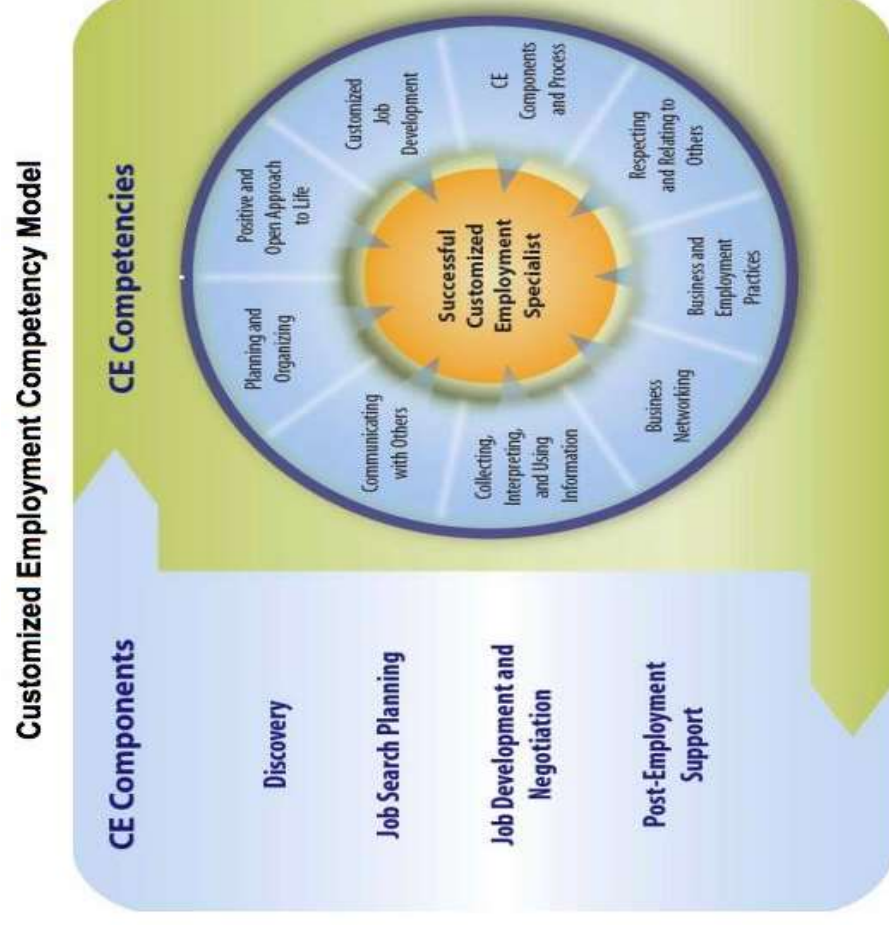 Customized Employment Competency Model
CE Components
Discovery
Job Search Planning
Job Development and
Negotiation
Post-Employment
Support
CE Competencies
Planning and
Organizing
Positive and
Open Approach
to Life
Customized
Job
Development
CE
Components
and Process
Respecting
and Relating to
Others
Business and
Employment
Practices
Business
Networking
Collecting,
Interpreting,
and Using
Information
Communicating
with Others
Successful
Customized
Employment
Specialist